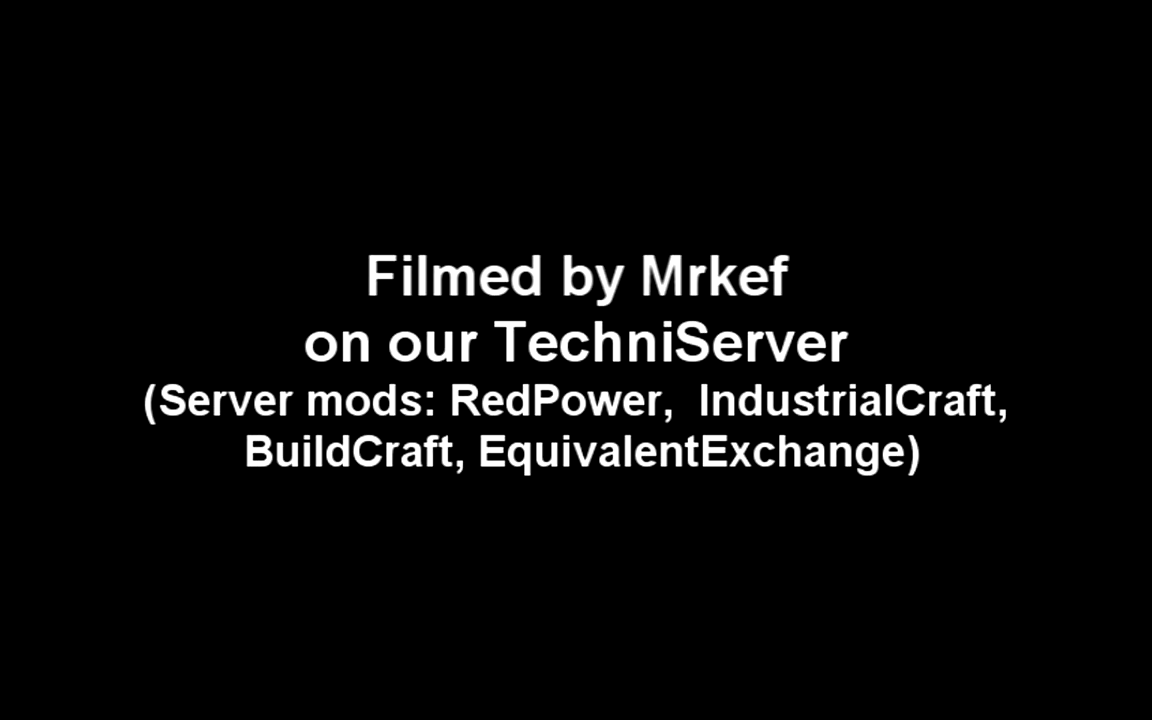 Filmed by Mrkef
on our TechniServer
(Server mods: RedPower,  IndustrialCraft,
BuildCraft, EquivalentExchange)